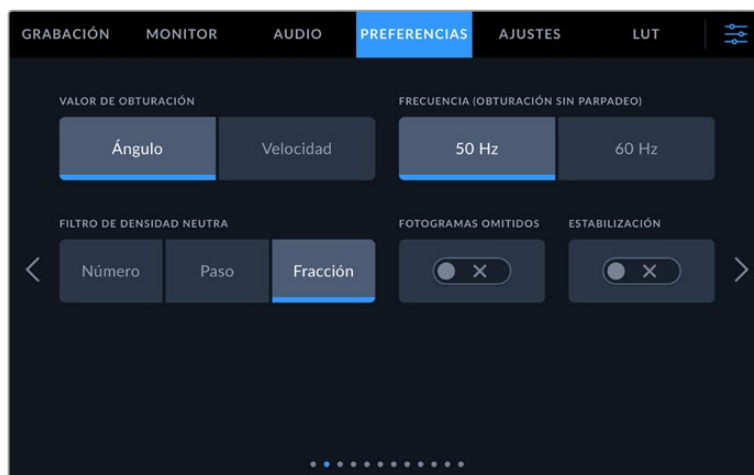 GRABACIÓN MONITOR AUDIO PREFERENCIAS AJUSTES LUT
VALOR DE OBTURACIÓN FRECUENCIA (OBTURACIÓN SIN PARPADEO)
Ángulo Velocidad 50 Hz 60 Hz
FILTRO DE DENSIDAD NEUTRA FOTOGRAMAS OMITIDOS ESTABILIZACIÓN
Número Paso Fracción